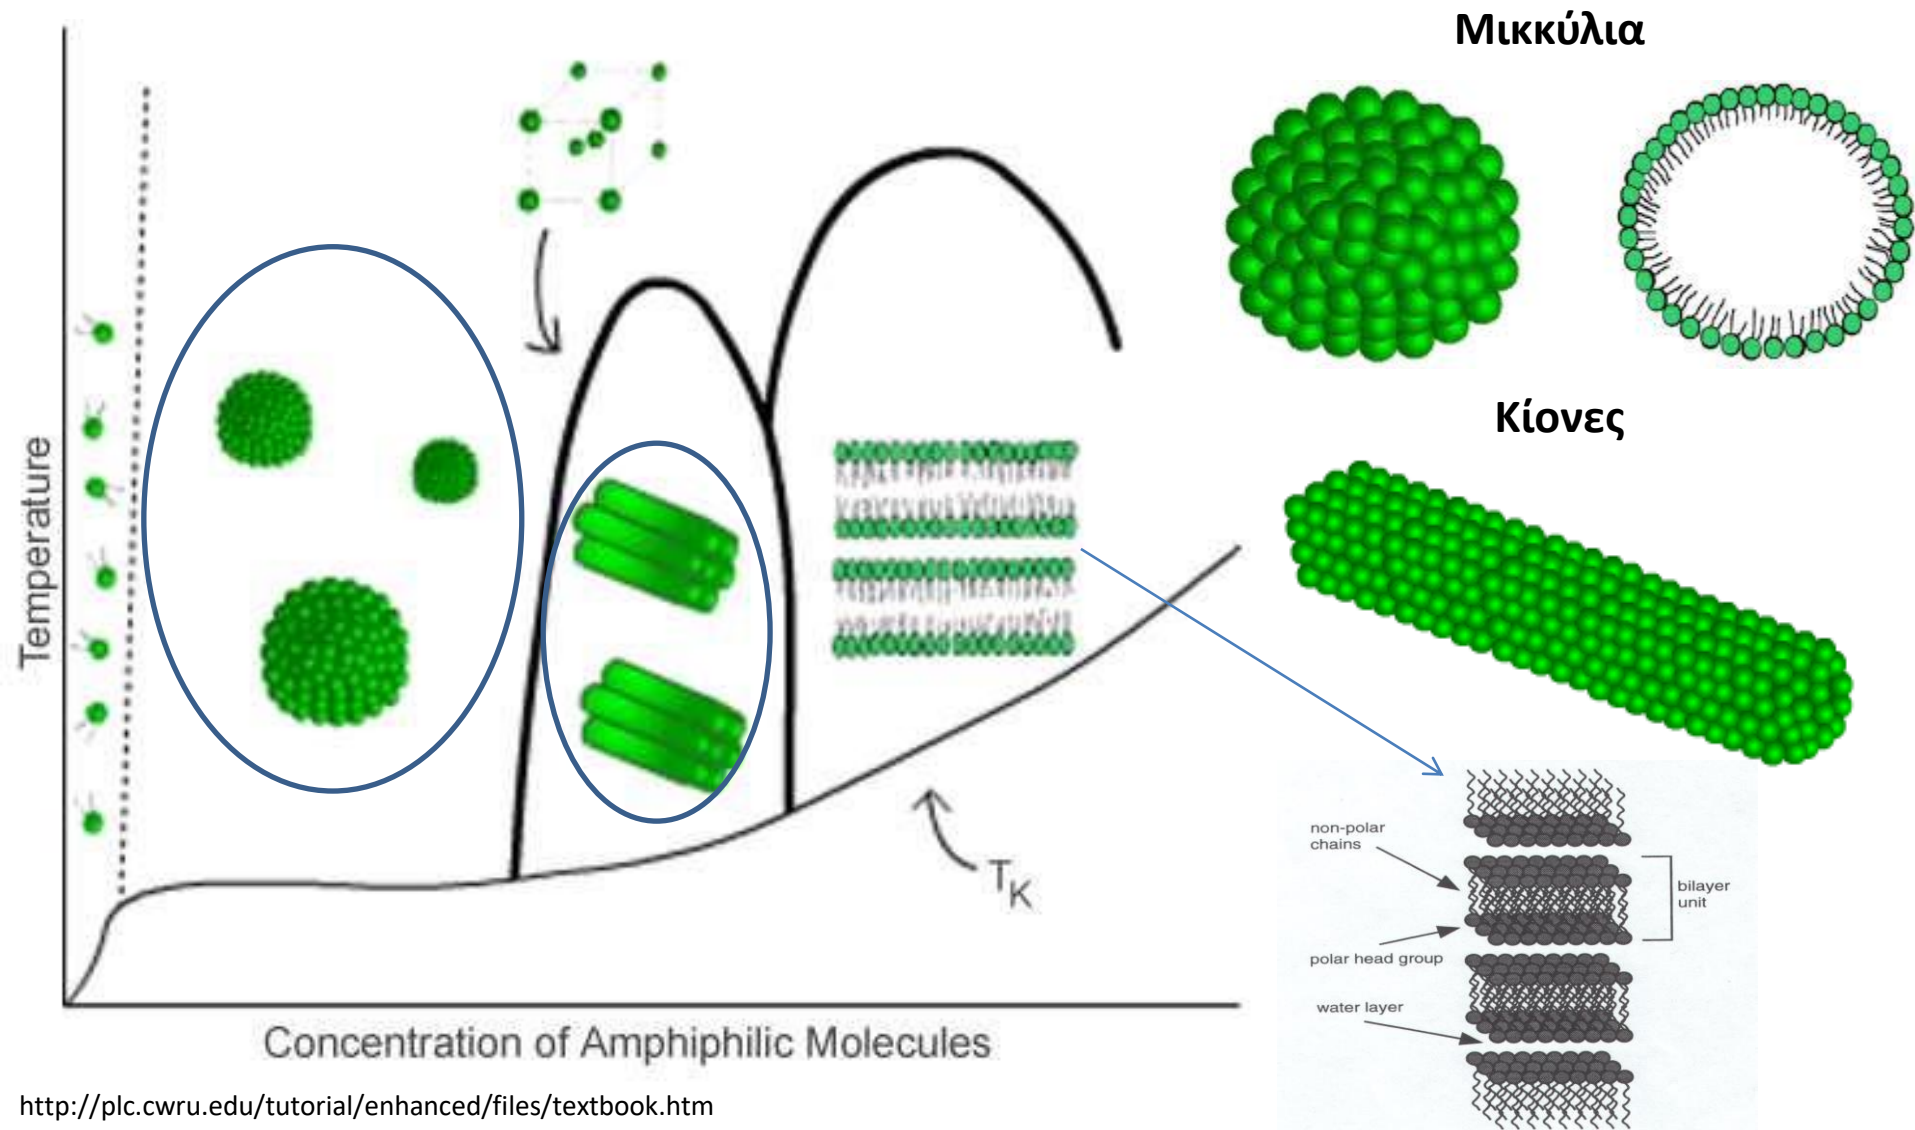 Μικκύλια
Κίονες
Temperature
T_K
non-polar
chains
bilayer
unit
polar head group
water layer
Concentration of Amphiphilic Molecules
http://plc.cwru.edu/tutorial/enhanced/files/textbook.htm